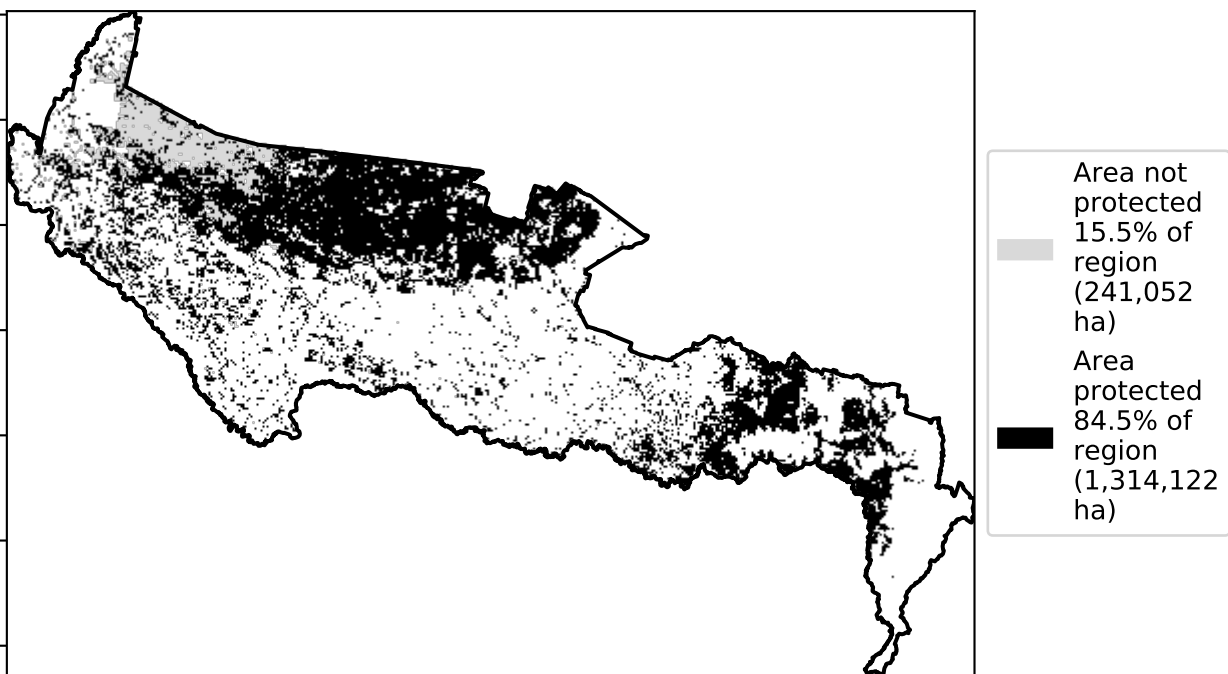 Area not
protected
15.5% of
region
(241,052
ha)
Area
protected
84.5% of
region
(1,314,122
ha)